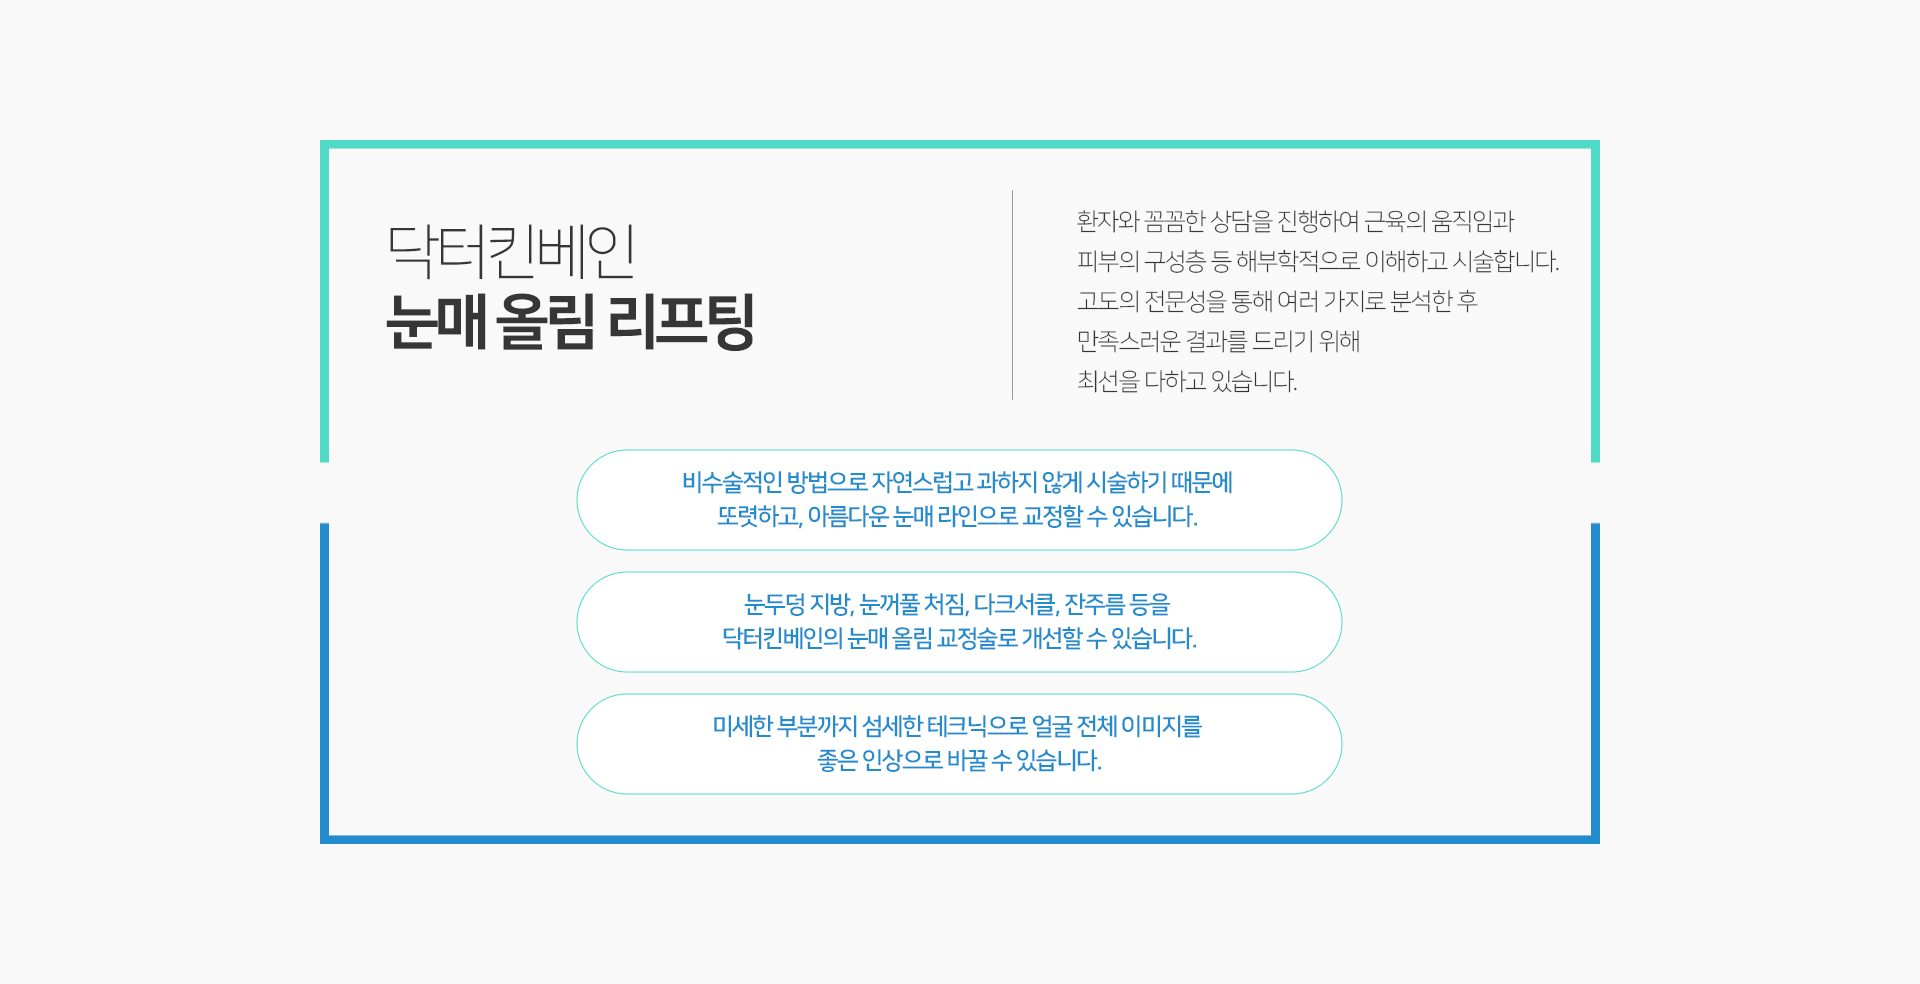 닥터킨베인
눈매 올림 리프팅
환자와 꼼꼼한 상담을 진행하여 근육의 움직임과
피부의 구성층 등 해부학적으로 이해하고 시술합니다.
고도의 전문성을 통해 여러 가지로 분석한 후
만족스러운 결과를 드리기 위해
최선을 다하고 있습니다.
비수술적인 방법으로 자연스럽고 과하지 않게 시술하기 때문에
또렷하고, 아름다운 눈매 라인으로 교정할 수 있습니다.
눈두덩 지방, 눈꺼풀 처짐, 다크서클, 잔주름 등을
닥터킨베인의 눈매 올림 교정술로 개선할 수 있습니다.
미세한 부분까지 섬세한 테크닉으로 얼굴 전체 이미지를
좋은 인상으로 바꿀 수 있습니다.